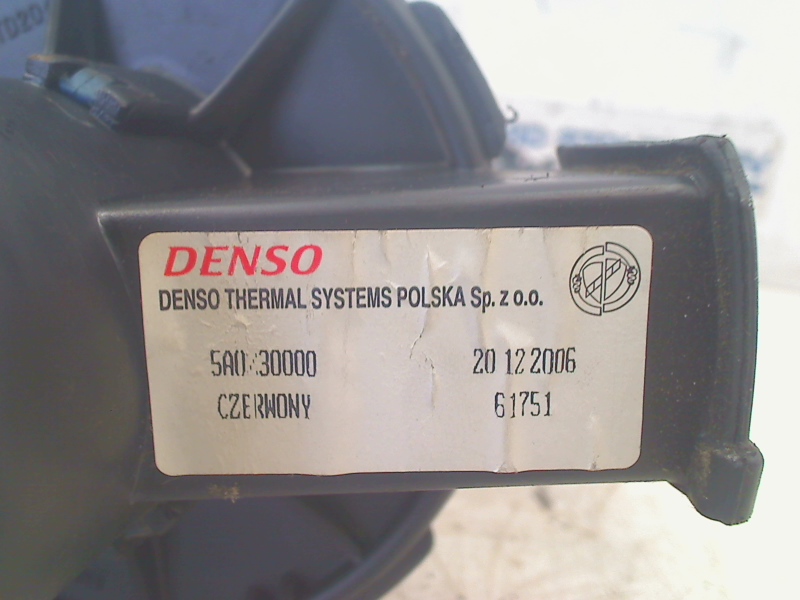 DENSO
DENSO THERMAL SYSTEMS POLSKA Sp. z o.o.
20 12 2006
CZERWONY 61751